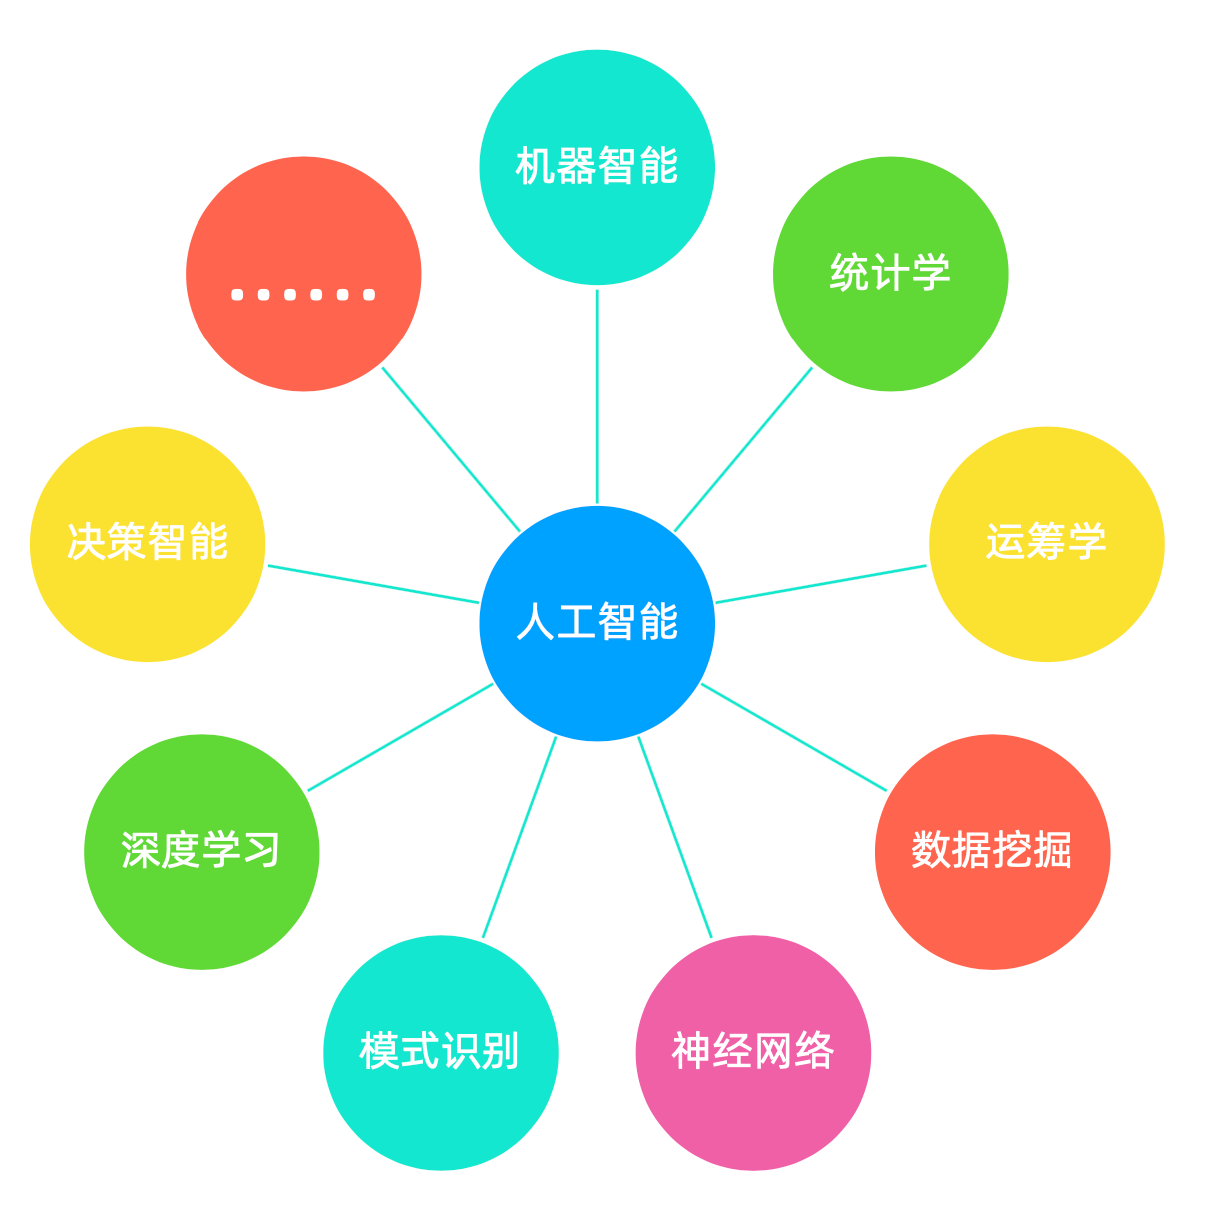 机器智能
统计学
......
决策智能
运筹学
人工智能
深度学习
数据挖掘
模式识别
神经网络